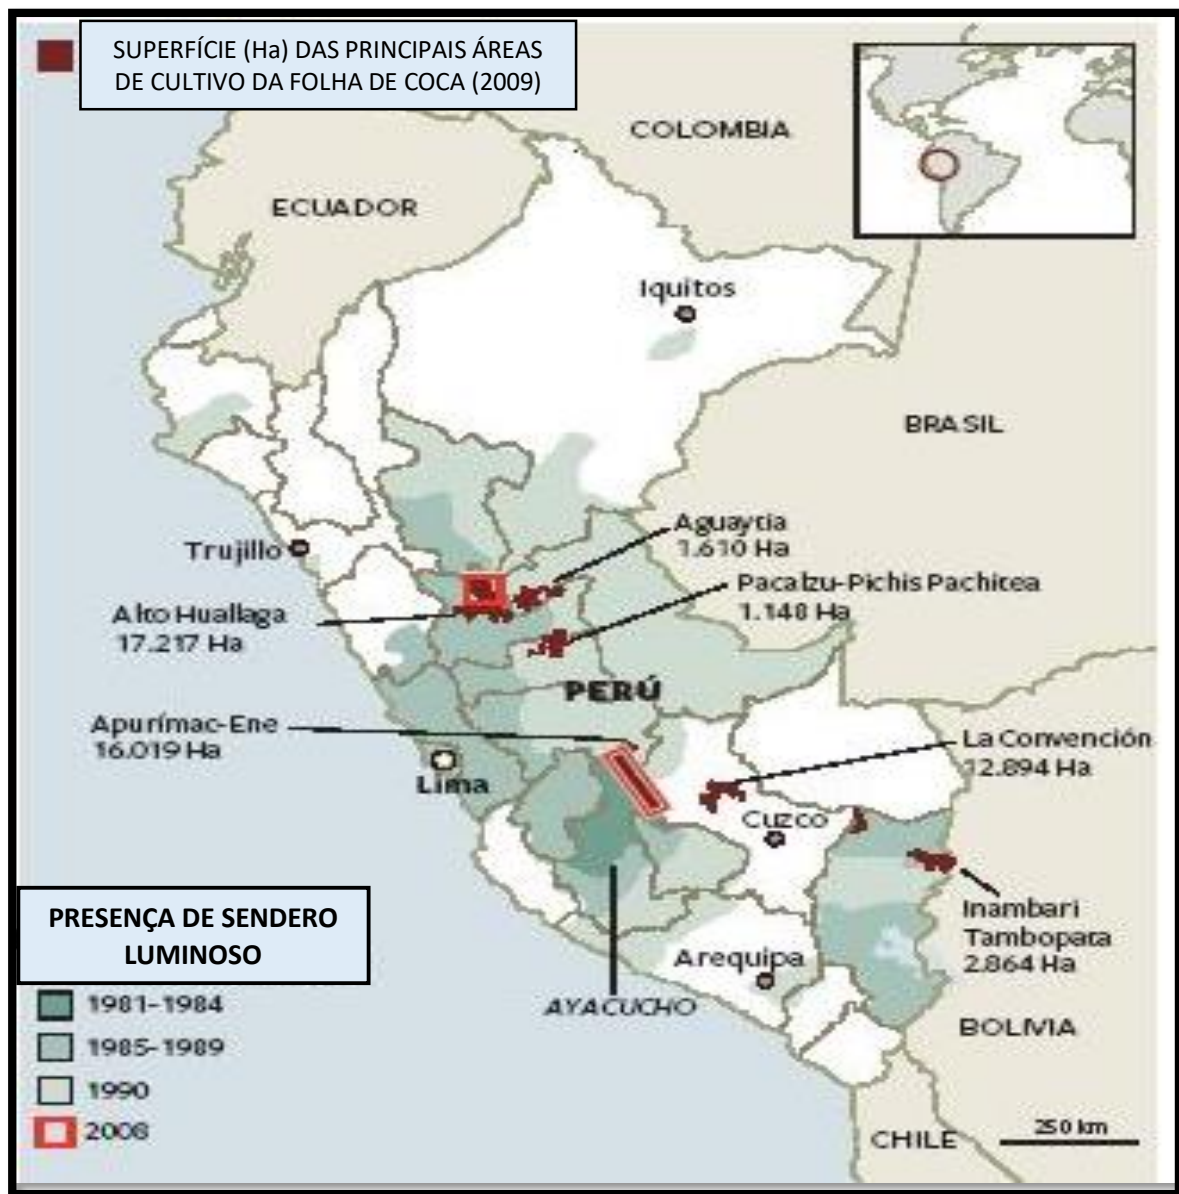 SUPERFÍCIE (Ha) DAS PRINCIPAIS ÁREAS
DE CULTIVO DA FOLHA DE COCA (2009)
COLOMBIA
ECUADOR
Iquitos
BRASIL
Aguaytia
1.610 Ha
Trujillo
Pacalzu-Pichis Pachitea
1.148 Ha
Alto Huallaga
17.217 Ha
PERÚ
Apurímac-Ene
16.019 Ha
La Convención
12.894 Ha
Lima
Cuzco
PRESENÇA DE SENDERO
LUMINOSO
Inambari
Tambopata
2.864 Ha
Arequipa
AYACUCHO
1981-1984
BOLIVIA
1985-1989
1990
2008
250 km
CHILE